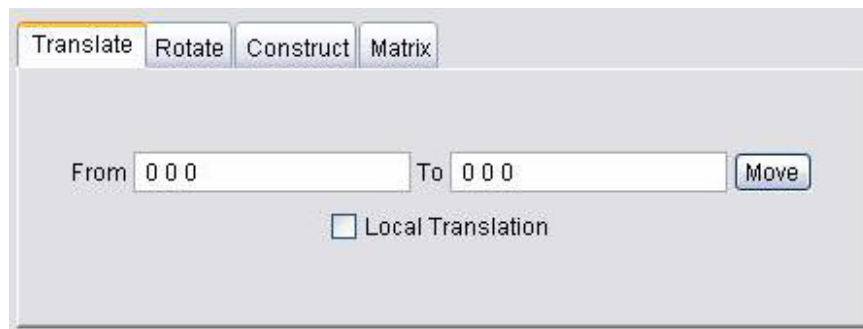 Translate Rotate Construct Matrix
From 0 0 0 To 0 0 0 Move
Local Translation